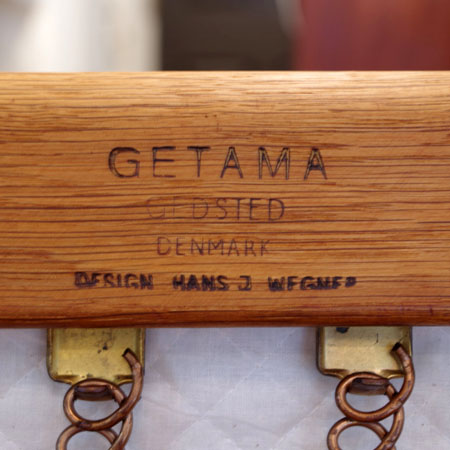 GETAMA
GEDSTED
DENMARK
DESIGN HANS J WEGNER